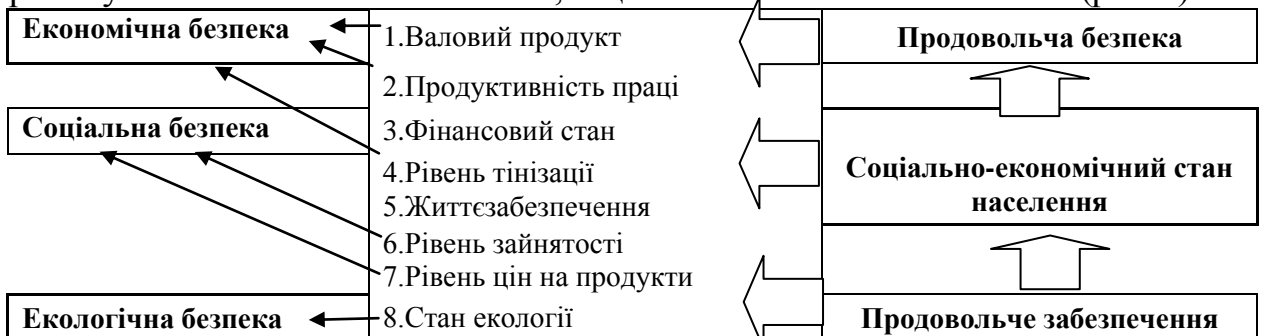 Економічна безпека
Соціальна безпека
Екологічна безпека
1.Валовий продукт
2.Продуктивність праці
3.Фінансовий стан
4.Рівень тінізації
5.Життєзабезпечення
6.Рівень зайнятості
7.Рівень цін на продукти
8.Стан екології
Продовольча безпека
Соціально-економічний стан
населення
Продовольче забезпечення